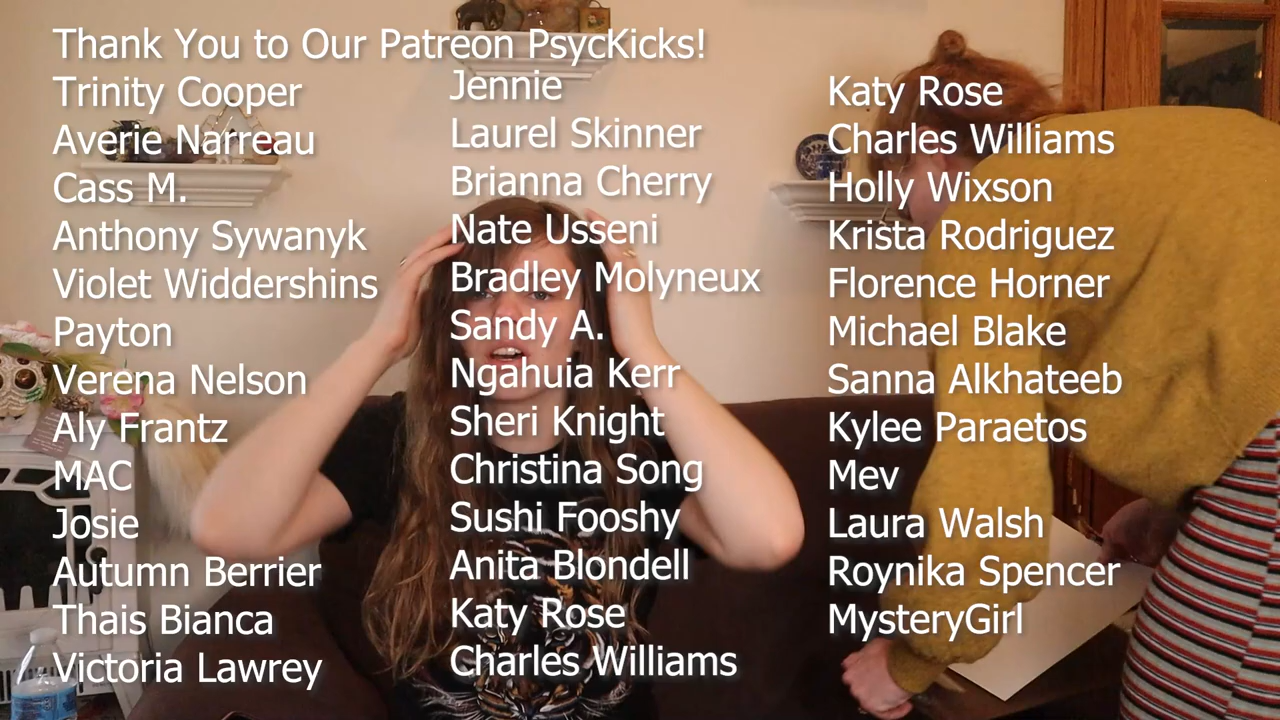 Thank You to Our Patreon PsycKicks!
Trinity Cooper
Averie Narreau
Cass M.
Anthony Sywanyk
Violet Widdershins
Payton
Verena Nelson
Aly Frantz
MAC
Josie
Autumn Berrier
Thais Bianca
Victoria Lawrey
Jennie
Laurel Skinner
Brianna Cherry
Nate Usseni
Bradley Molyneux
Sandy A.
Ngahuia Kerr
Sheri Knight
Christina Song
Sushi Fooshy
Anita Blondell
Katy Rose
Charles Williams
Katy Rose
Charles Williams
Holly Wixson
Krista Rodriguez
Florence Horner
Michael Blake
Sanna Alkhateeb
Kylee Paraetos
Mev
Laura Walsh
Roynika Spencer
MysteryGirl